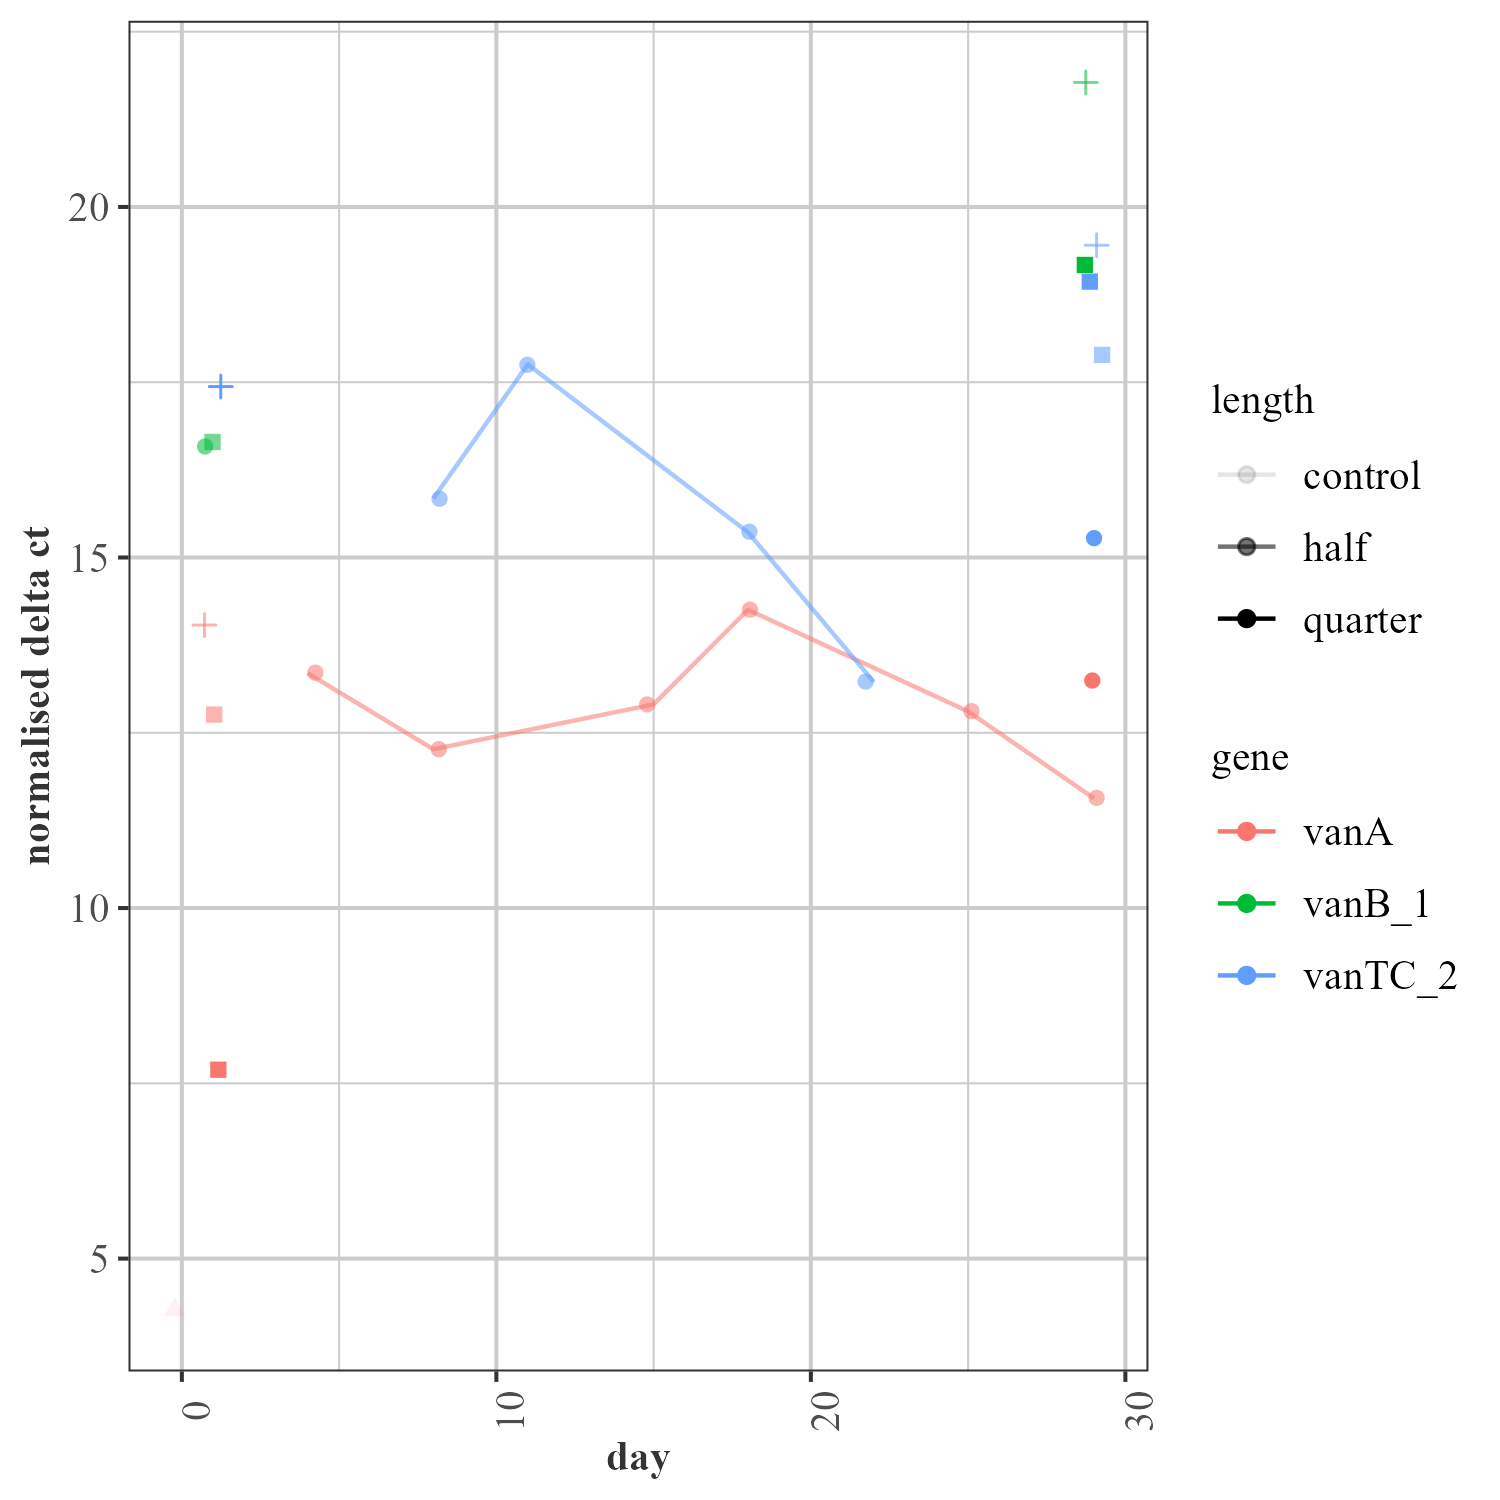 normalised delta ct
20
15
10
5
0
10
20
30
day
length
control
half
quarter
gene
vanA
vanB_1
vanTC_2